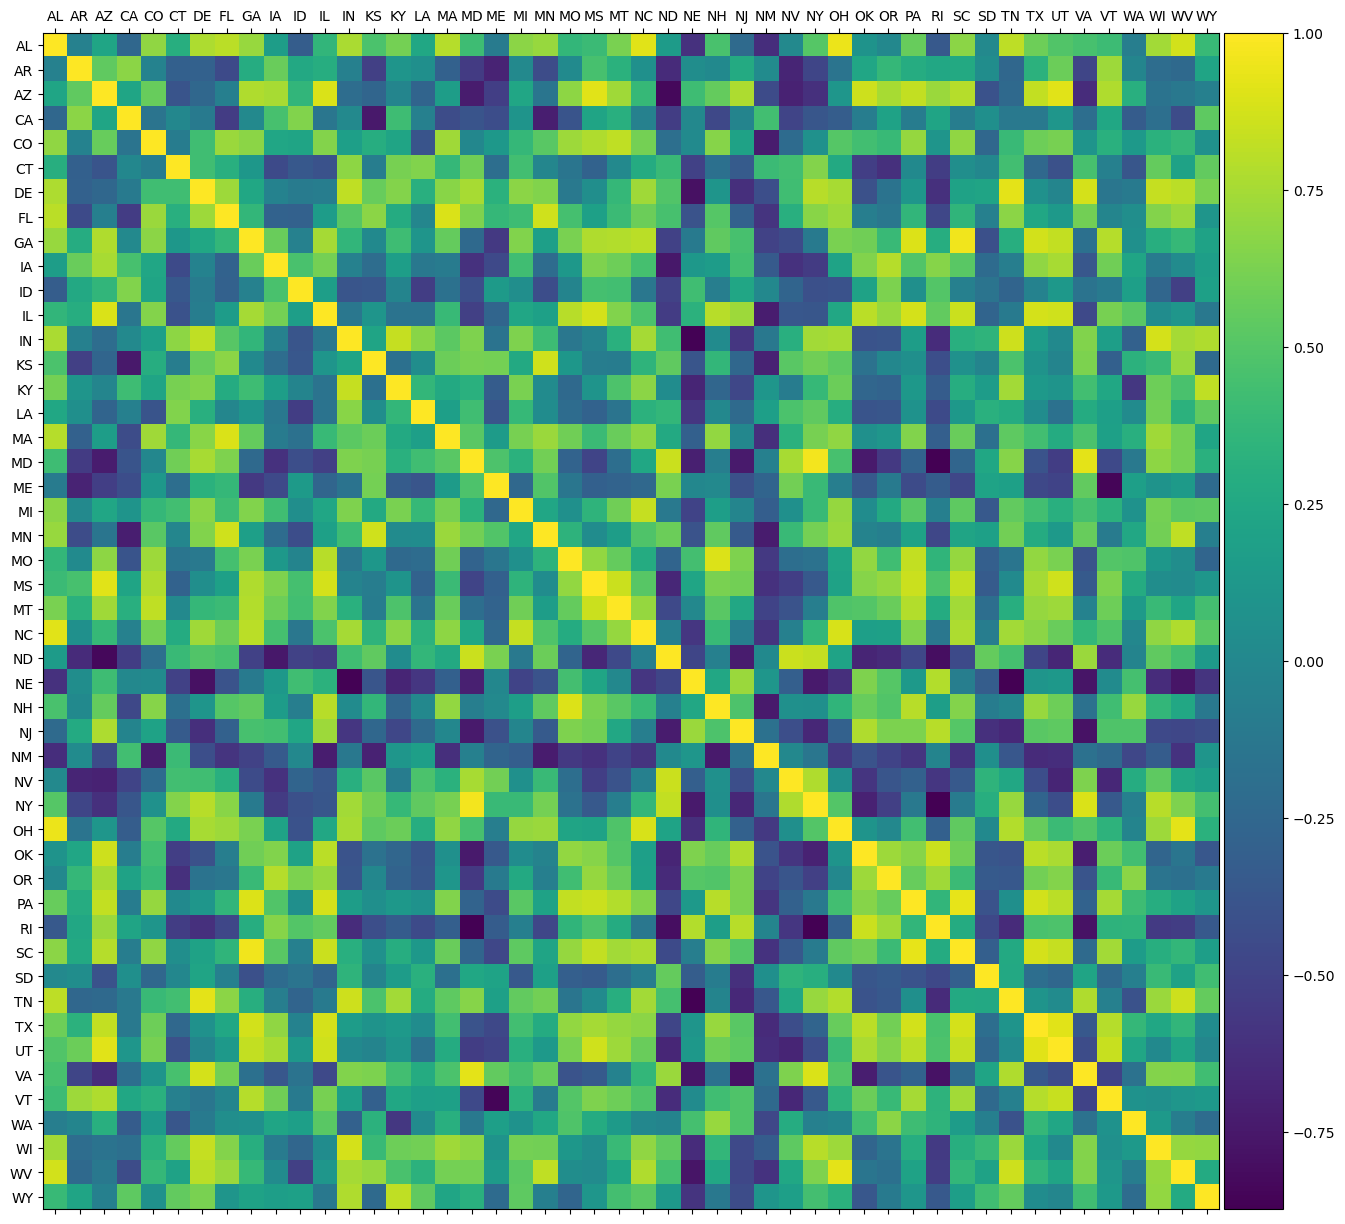 AL AR AZ CA CO CT DE FL GA IA ID IL IN KS KY LA MA MD ME MI MN MO MS MT NC ND NE NH NJ NM NV NY OH OK OR PA RI SC SD TN TX UT VA VT WA WI WV WY
AL
AR
AZ
CA
CO
CT
DE
FL
GA
IA
ID
IL
IN
KS
KY
LA
MA
MD
ME
MI
MN
MO
MS
MT
NC
ND
NE
NH
NJ
NM
NV
NY
OH
OK
OR
PA
RI
SC
SD
TN
TX
UT
VA
VT
WA
WI
WV
WY
1.00
0.75
0.50
0.25
0.00
−0.25
−0.50
−0.75